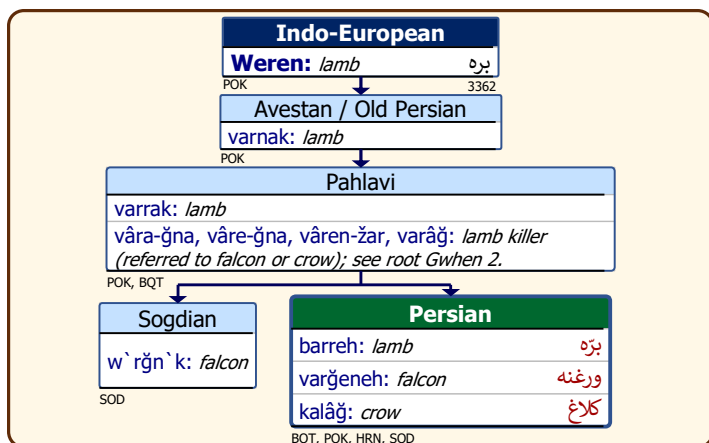 Indo-European
Weren: lamb بره
POK 3362
Avestan / Old Persian
varnak: lamb
POK
Pahlavi
varrak: lamb
vâra-ğna, vâre-ğna, vâren-žar, varâğ: lamb killer
(referred to falcon or crow); see root Gwhen 2.
POK, BQT
Sogdian
w`rğn`k: falcon
SOD
Persian
barreh: lamb برّه
varğeneh: falcon ورغنه
kalâğ: crow کلاغ
BQT, POK, HRN, SOD